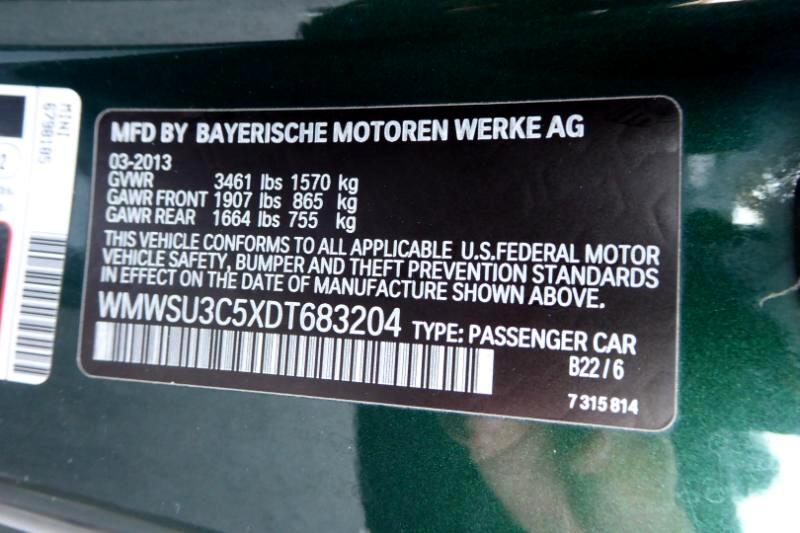 MINI
6798185
MFD BY BAYERISCHE MOTOREN WERKE AG
03-2013
GVWR 3461 lbs 1570 kg
GAWR FRONT 1907 lbs 865 kg
GAWR REAR 1664 lbs 755 kg
THIS VEHICLE CONFORMS TO ALL APPLICABLE U.S.FEDERAL MOTOR
VEHICLE SAFETY, BUMPER AND THEFT PREVENTION STANDARDS
IN EFFECT ON THE DATE OF MANUFACTURE SHOWN ABOVE.
WMWSU3C5XDT683204 TYPE: PASSENGER CAR
B22/6
7 315 814